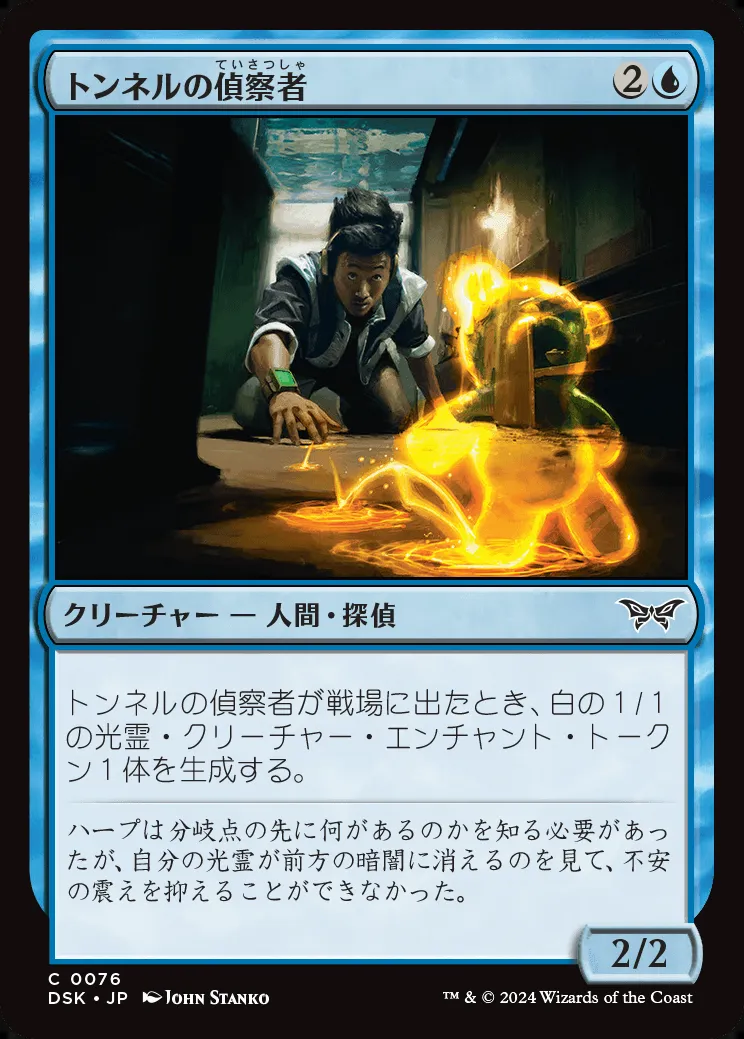 ていさつしゃ
トンネルの偵察者 2
クリーチャー — 人間・探偵
トンネルの偵察者が戦場に出たとき、白の1/1
の光霊・クリーチャー・エンチャント・トーク
ン1体を生成する。
ハープは分岐点の先に何があるのかを知る必要があっ
たが、自分の光霊が前方の暗闇に消えるのを見て、不安
の震えを抑えることができなかった。
2/2
C 0076
DSK • JP John Stanko
™ & © 2024 Wizards of the Coast